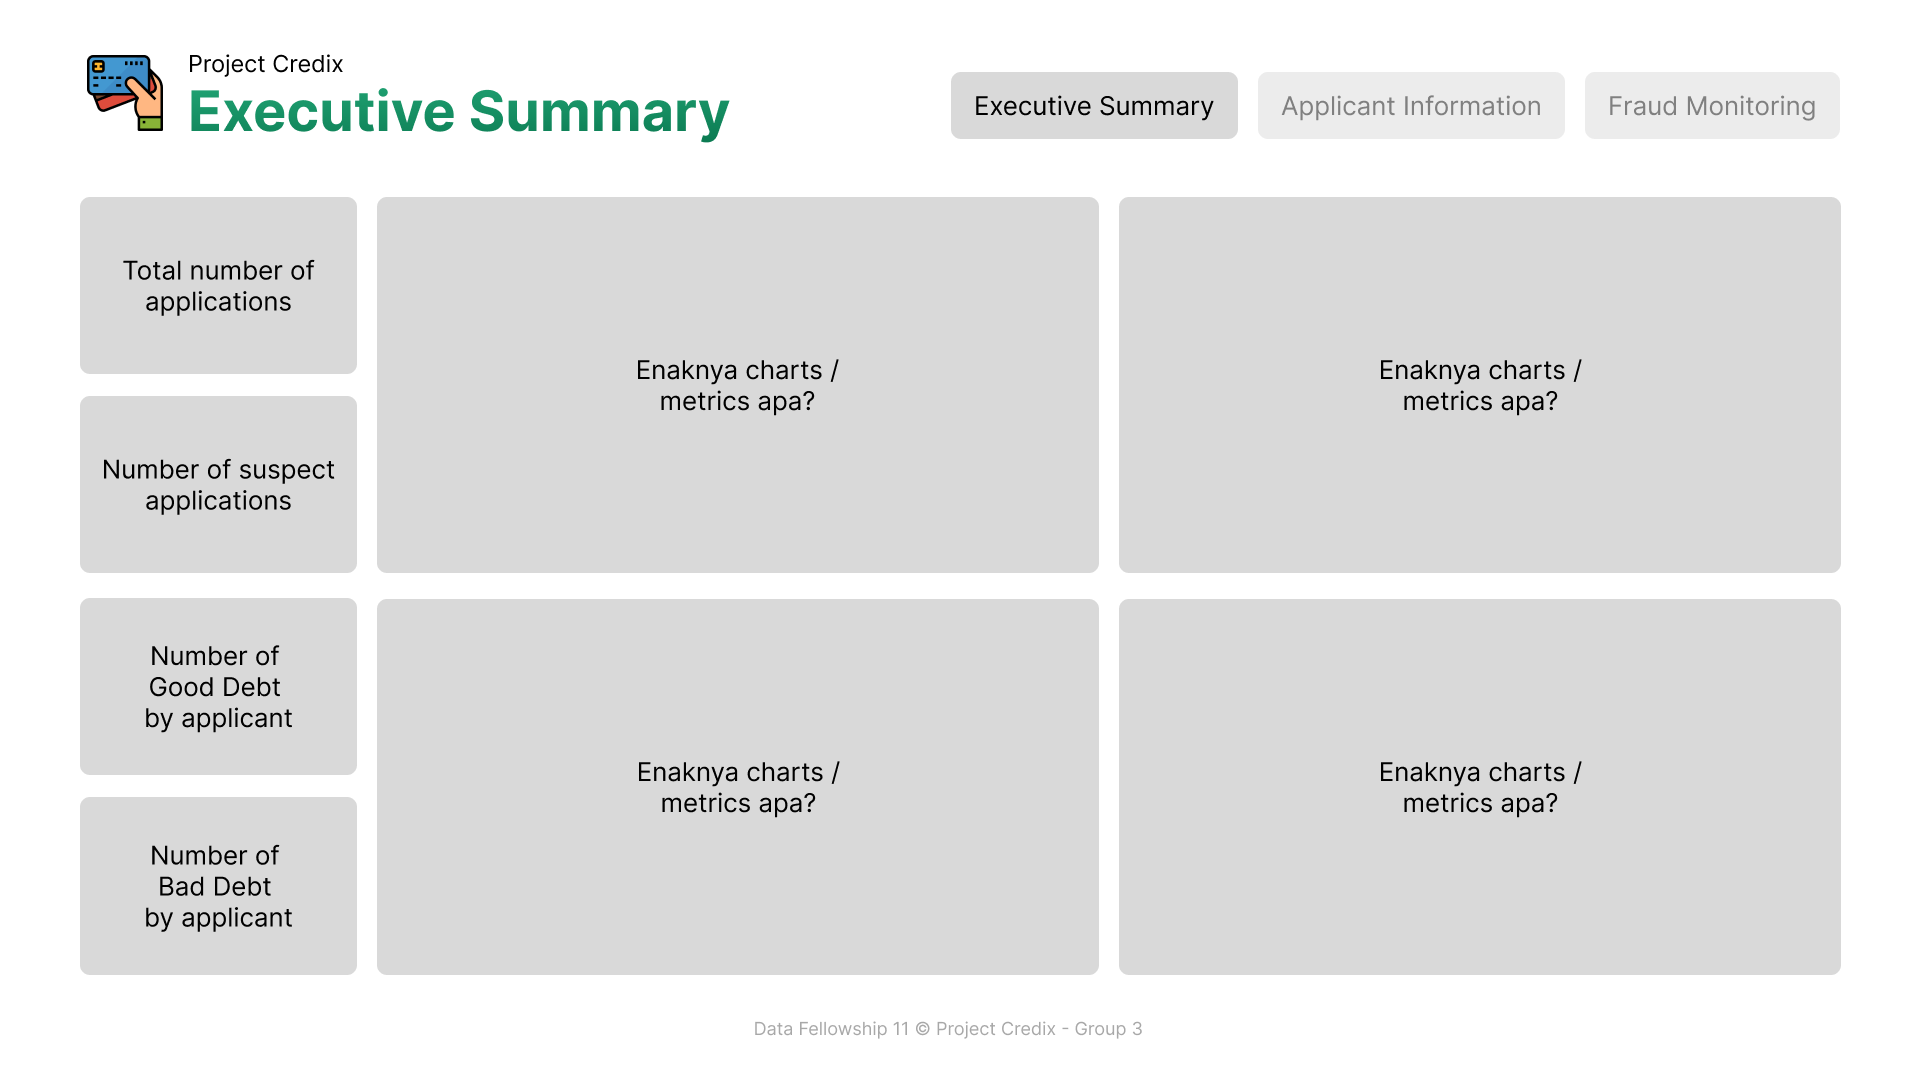 Project Credix
Executive Summary
Executive Summary
Applicant Information
Fraud Monitoring
Total number of
applications
Number of suspect
applications
Number of
Good Debt
by applicant
Number of
Bad Debt
by applicant
Enaknya charts /
metrics apa?
Enaknya charts /
metrics apa?
Enaknya charts /
metrics apa?
Enaknya charts /
metrics apa?
Data Fellowship 11 © Project Credix - Group 3